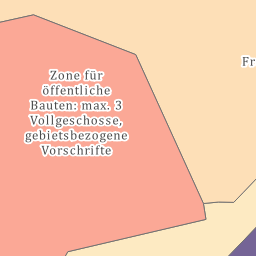 Zone für
öffentliche
Bauten: max. 3
Vollgeschosse,
gebietsbezogene
Vorschrifte
Fr